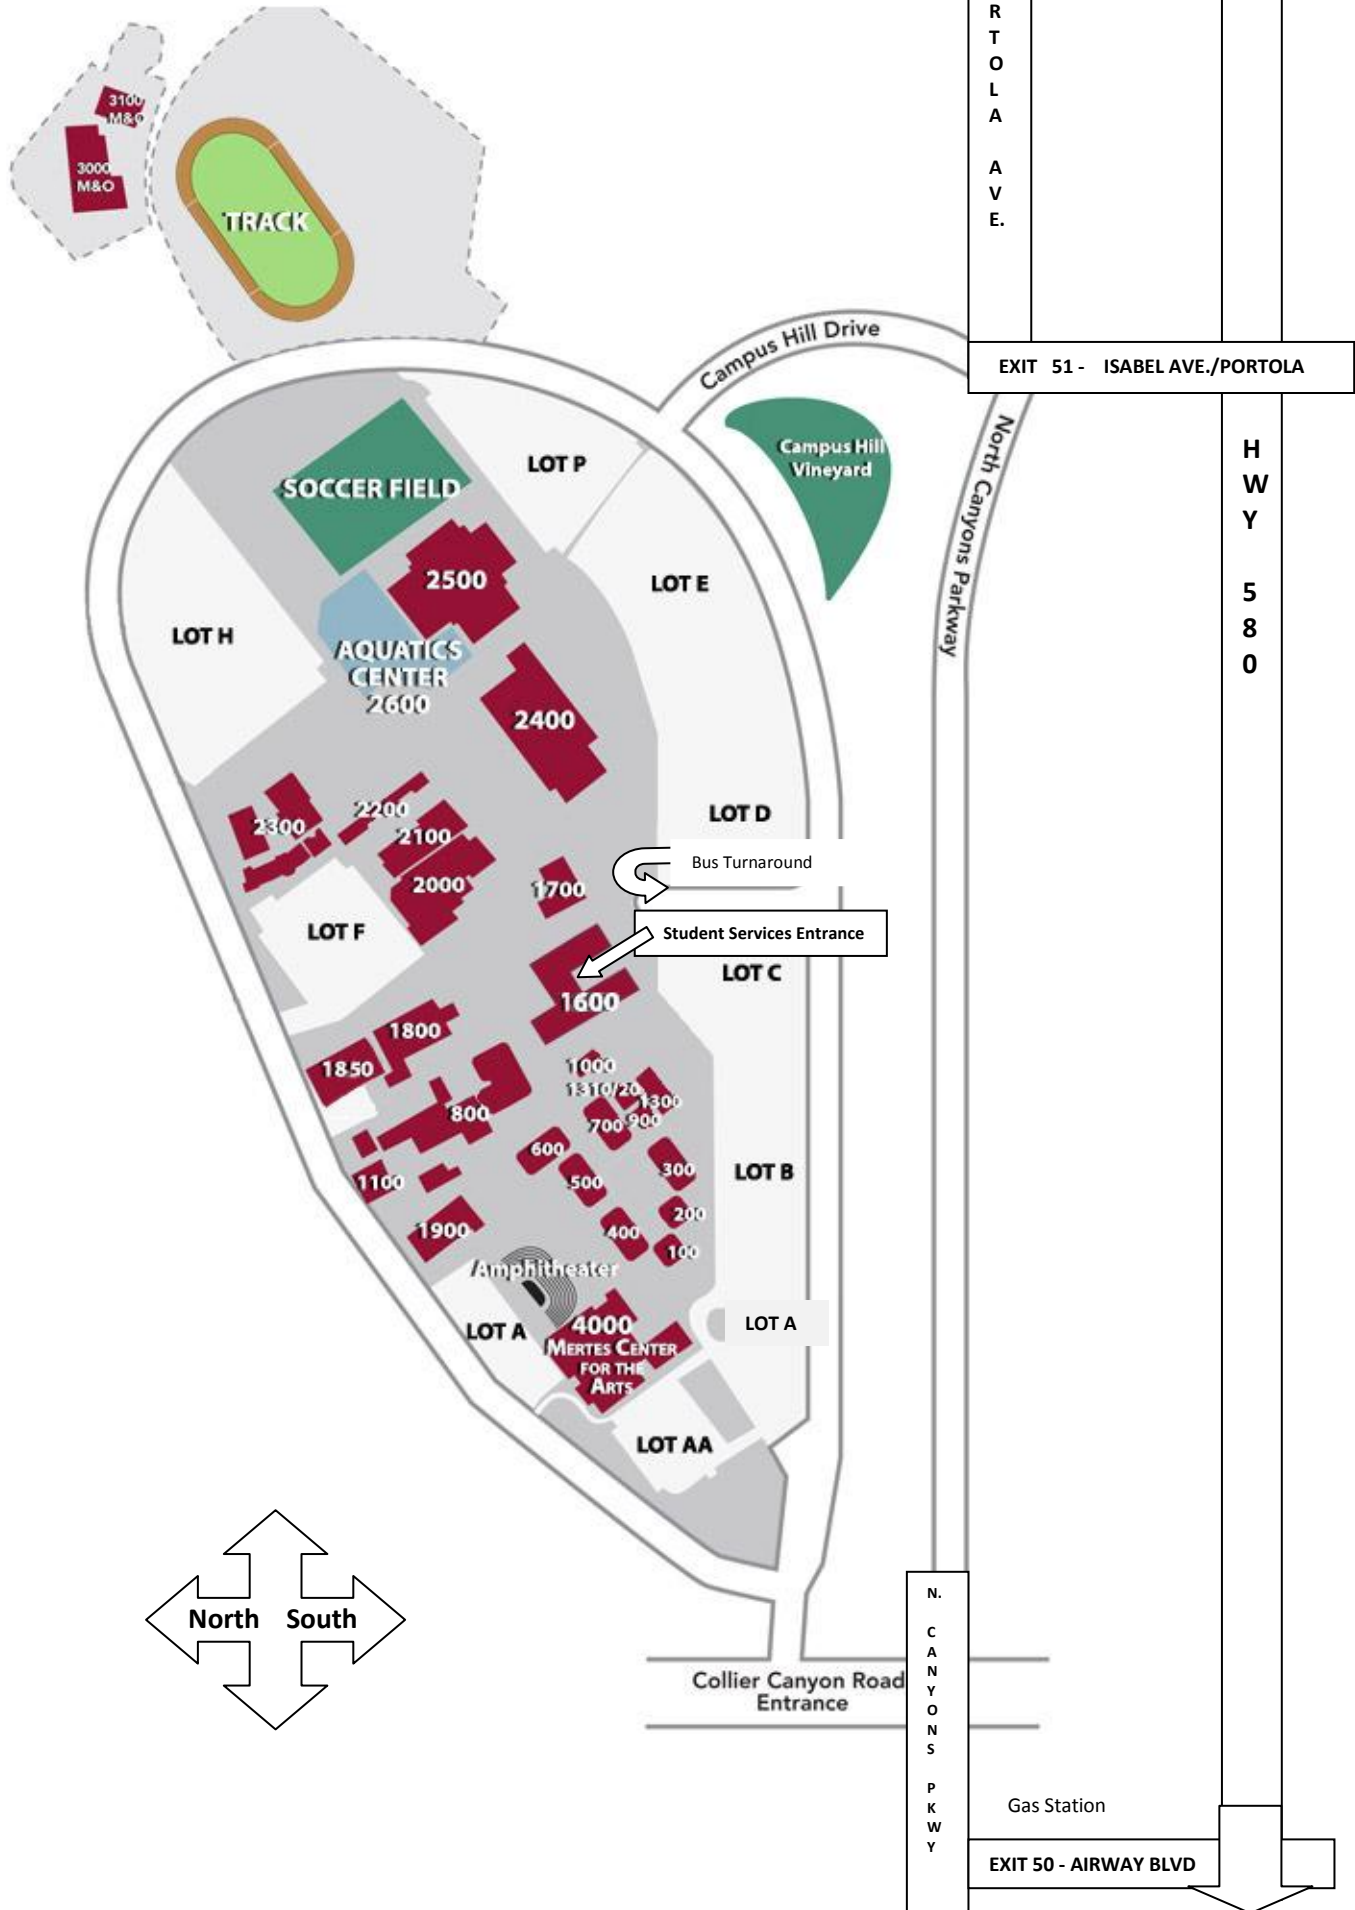 R
T
O
L
A
A
V
E.
3100
M&O
3000
M&O
TRACK
Campus Hill Drive
EXIT 51 - ISABEL AVE./PORTOLA
North Canyons Parkway
H
W
Y
5
8
0
Campus Hill
Vineyard
LOT P
SOCCER FIELD
2500
LOT E
LOT H
AQUATICS
CENTER
2600
2400
2200
2300
2100
LOT D
Bus Turnaround
2000
1700
LOT F
Student Services Entrance
LOT C
1600
1800
1850
1000
1310/20
1300
800
700
900
600
300
500
LOT B
1100
200
1900
400
100
Amphitheater
LOT A
4000
MERTES CENTER
FOR THE
ARTS
LOT A
LOT AA
North South
N.
C
A
N
Y
O
N
S
P
K
W
Y
Collier Canyon Road
Entrance
Gas Station
EXIT 50 - AIRWAY BLVD